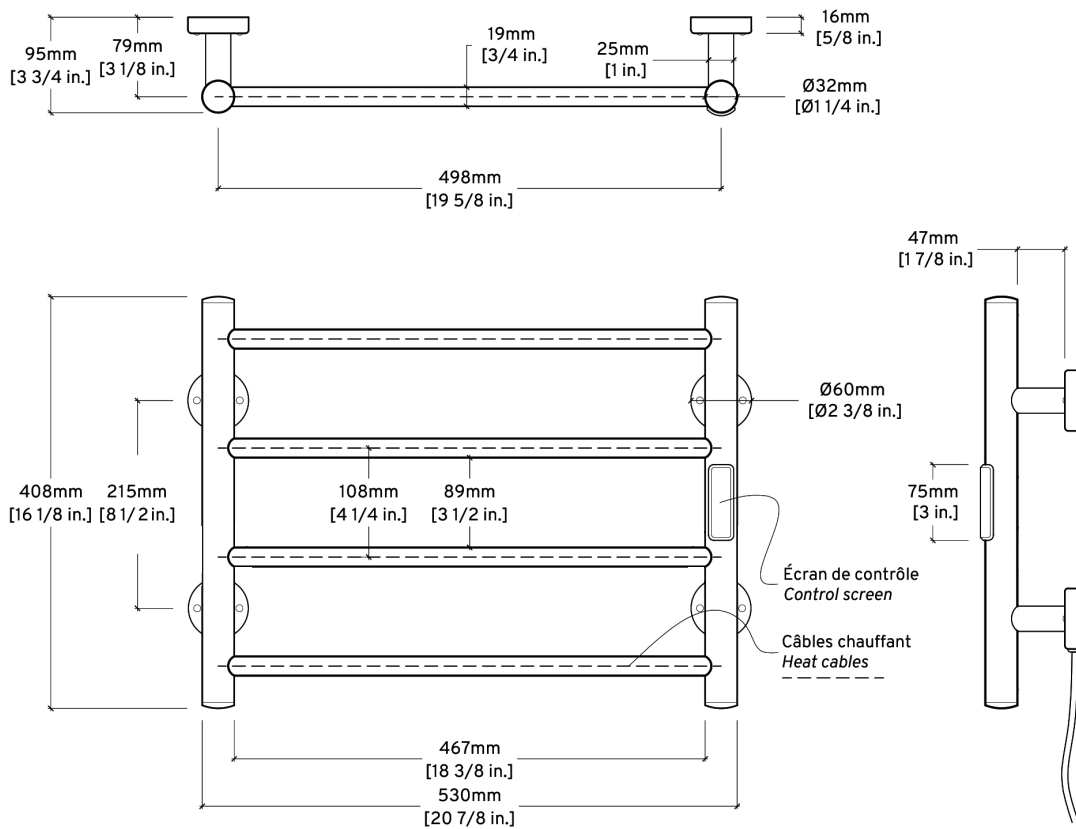 95mm
[3 3/4 in.]
79mm
[3 1/8 in.]
19mm
[3/4 in.]
25mm
[1 in.]
16mm
[5/8 in.]
Ø32mm
[Ø1 1/4 in.]
498mm
[19 5/8 in.]
47mm
[1 7/8 in.]
Ø60mm
[Ø2 3/8 in.]
408mm
[16 1/8 in.]
215mm
[8 1/2 in.]
108mm
[4 1/4 in.]
89mm
[3 1/2 in.]
75mm
[3 in.]
Écran de contrôle
Control screen
Câbles chauffant
Heat cables
467mm
[18 3/8 in.]
530mm
[20 7/8 in.]